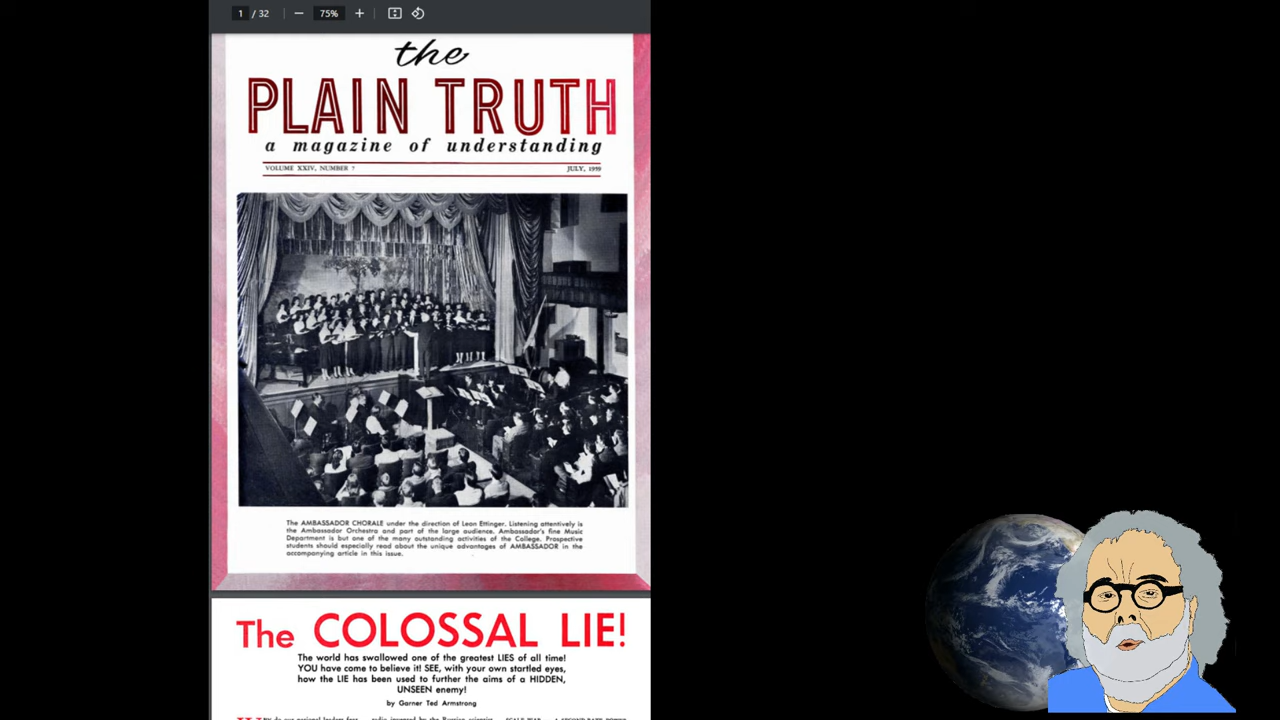 1 / 32
75%
the
PLAIN TRUTH
a magazine of understanding
VOLUME XXIV, NUMBER 7
JULY, 1959
The AMBASSADOR CHORALE under the direction of Leon Ettinger. Listening attentively is
the Ambassador Orchestra and part of the large audience. Ambassador's fine Music
Department is but one of the many outstanding activities of the College. Prospective
students should especially read about the unique advantages of AMBASSADOR in the
accompanying article in this issue.
The COLOSSAL LIE!
The world has swallowed one of the greatest LIES of all time!
YOU have come to believe it! SEE, with your own startled eyes,
how the LIE has been used to further the aims of a HIDDEN,
UNSEEN enemy!
by Garner Ted Armstrong